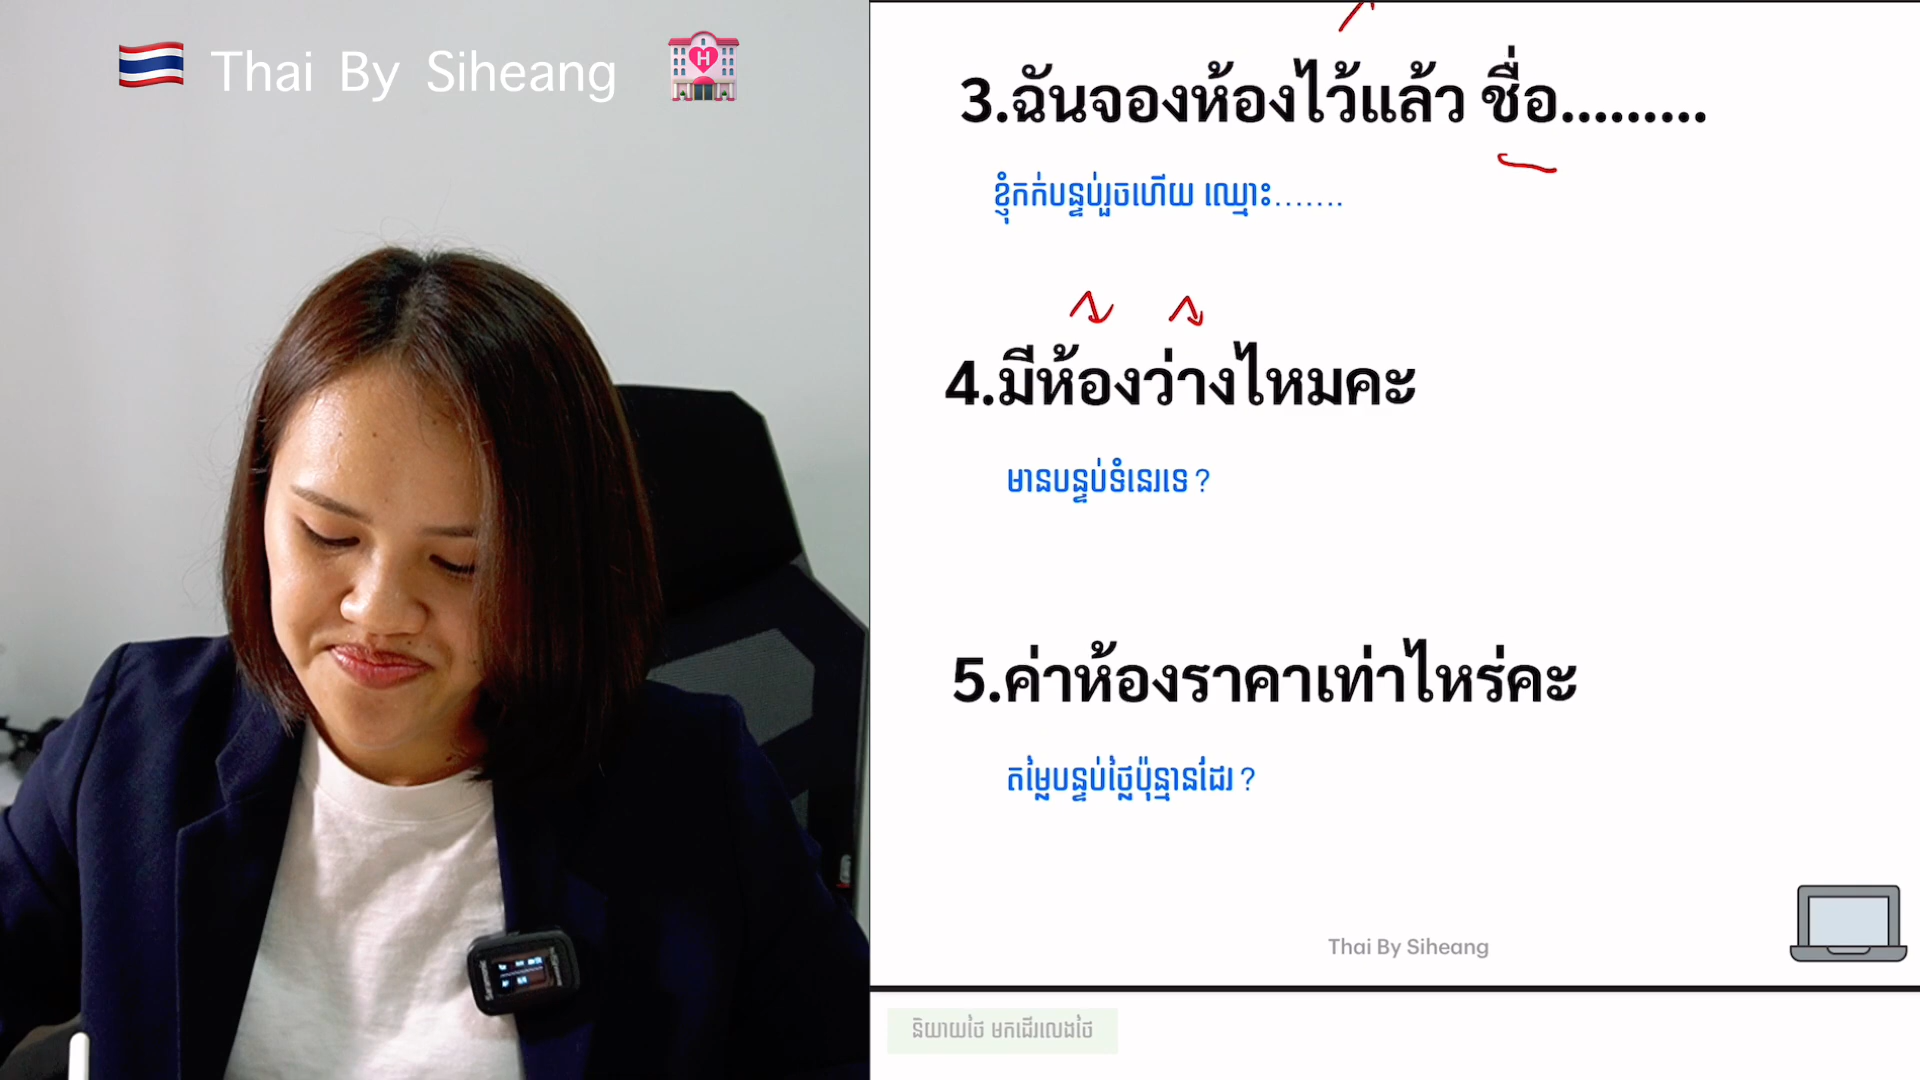 Thai By Siheang
H
3.ฉันจองห้องไว้แล้ว ชื่อ.........
ខ្ញុំកក់បន្ទប់រួចហើយ ឈ្មោះ.......
4.มีห้องว่างไหมคะ
មានបន្ទប់ទំនេរទេ ?
5.ค่าห้องราคาเท่าไหร่คะ
តម្លៃបន្ទប់ថ្លៃប៉ុន្មានដែរ ?
Thai By Siheang
និយាយថៃ មកដើរលេងថៃ